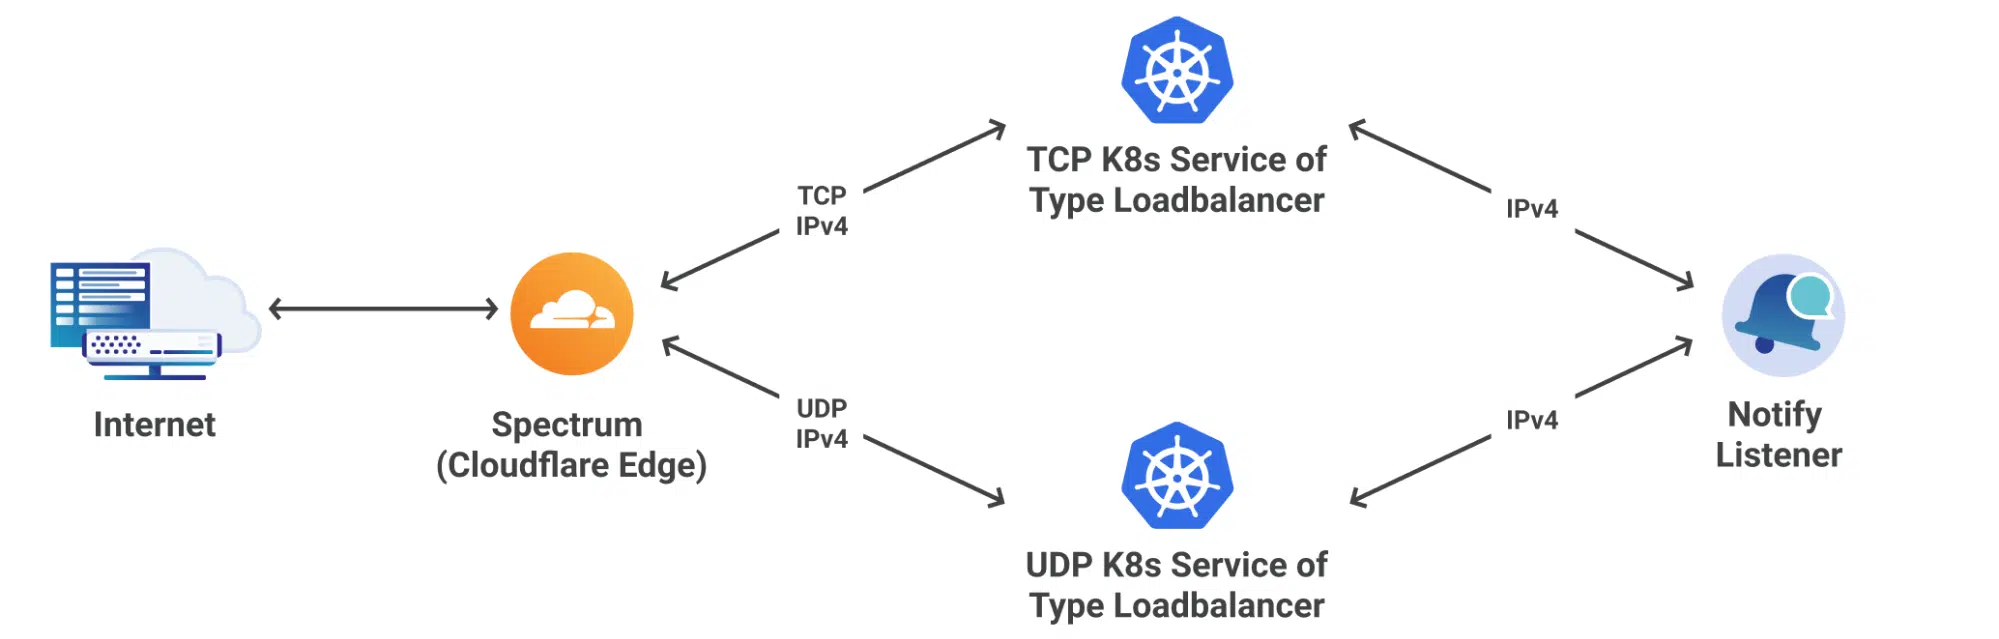 TCP K8s Service of
Type Loadbalancer
TCP
IPv4
IPv4
Internet
Spectrum
(Cloudflare Edge)
Notify
Listener
UDP
IPv4
IPv4
UDP K8s Service of
Type Loadbalancer